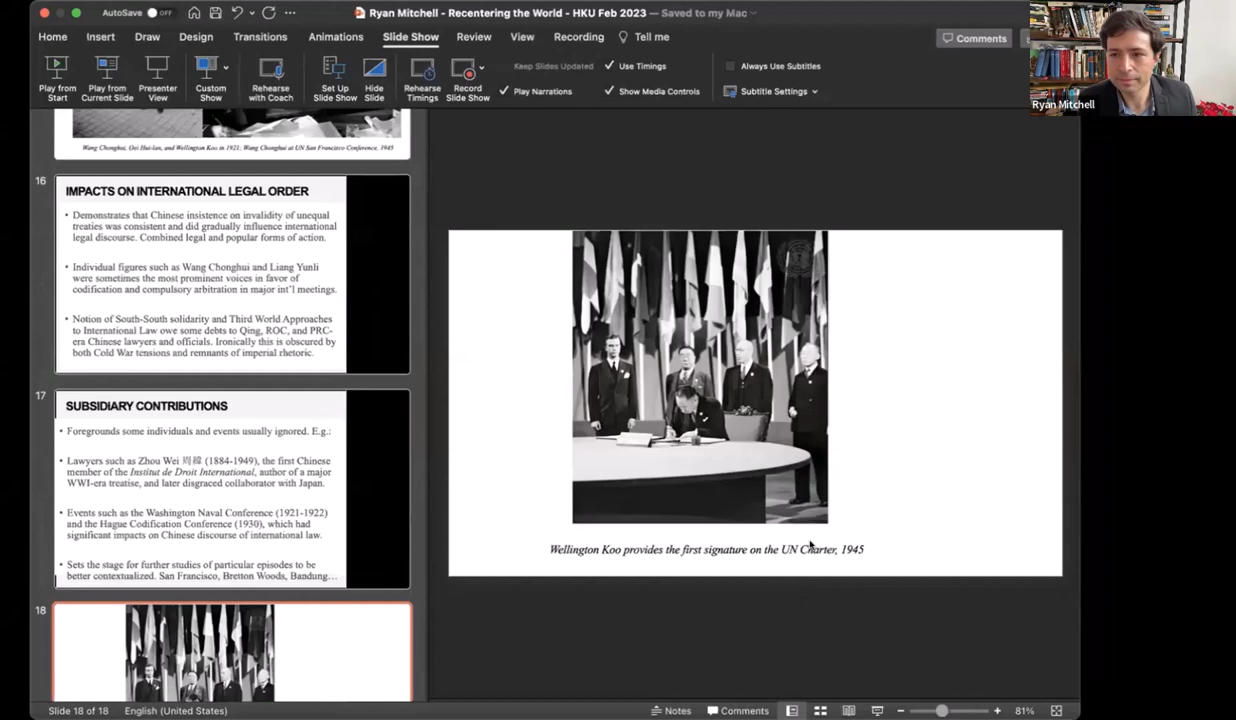 AutoSave OFF
Ryan Mitchell - Recentering the World - HKU Feb 2023 — Saved to my Mac
Home Insert Draw Design Transitions Animations Slide Show Review View Recording Tell me
Comments
Play from Start
Play from Current Slide
Presenter View
Custom Show
Rehearse with Coach
Set Up Slide Show
Hide Slide
Rehearse Timings
Record Slide Show
Keep Slides Updated
Use Timings
Play Narrations
Show Media Controls
Always Use Subtitles
Subtitle Settings
Ryan Mitchell
Wang Chonghui, Oei Hui-lan, and Wellington Koo in 1921; Wang Chonghui at UN San Francisco Conference, 1945
16
IMPACTS ON INTERNATIONAL LEGAL ORDER
• Demonstrates that Chinese insistence on invalidity of unequal
treaties was consistent and did gradually influence international
legal discourse. Combined legal and popular forms of action.
• Individual figures such as Wang Chonghui and Liang Yunli
were sometimes the most prominent voices in favor of
codification and compulsory arbitration in major int'l meetings.
• Notion of South-South solidarity and Third World Approaches
to International Law owe some debts to Qing, ROC, and PRC-
era Chinese lawyers and officials. Ironically this is obscured by
both Cold War tensions and remnants of imperial rhetoric.
17
SUBSIDIARY CONTRIBUTIONS
• Foregrounds some individuals and events usually ignored. E.g.:
• Lawyers such as Zhou Wei 周緯 (1884-1949), the first Chinese
member of the Institut de Droit International, author of a major
WWI-era treatise, and later disgraced collaborator with Japan.
• Events such as the Washington Naval Conference (1921-1922)
and the Hague Codification Conference (1930), which had
significant impacts on Chinese discourse of international law.
• Sets the stage for further studies of particular episodes to be
better contextualized. San Francisco, Bretton Woods, Bandung…
18
Wellington Koo provides the first signature on the UN Charter, 1945
Slide 18 of 18 English (United States)
Notes Comments 81%